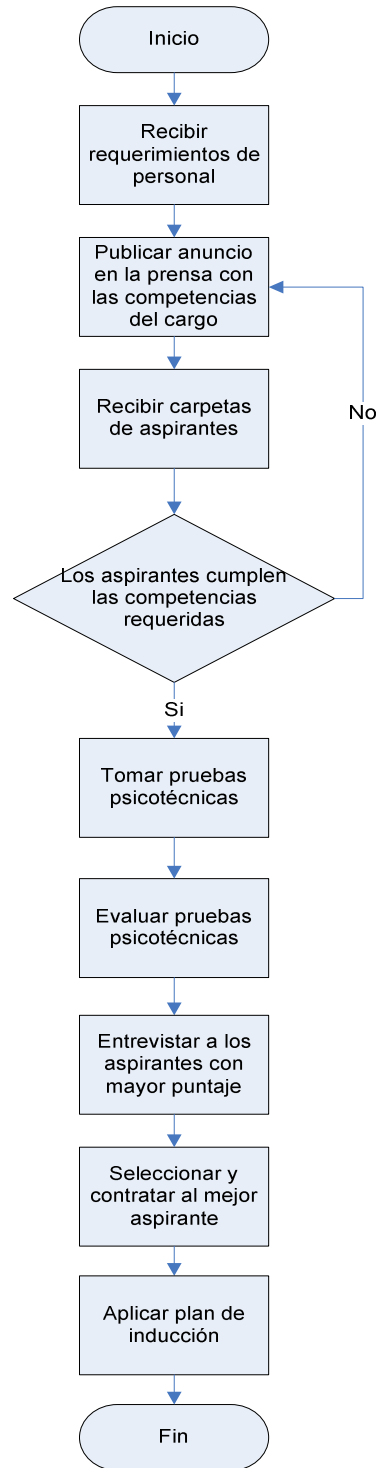 Inicio
Recibir
requerimientos de
personal
Publicar anuncio
en la prensa con
las competencias
del cargo
Recibir carpetas
de aspirantes
No
Los aspirantes cumplen
las competencias
requeridas
Si
Tomar pruebas
psicotécnicas
Evaluar pruebas
psicotécnicas
Entrevistar a los
aspirantes con
mayor puntaje
Seleccionar y
contratar al mejor
aspirante
Aplicar plan de
inducción
Fin